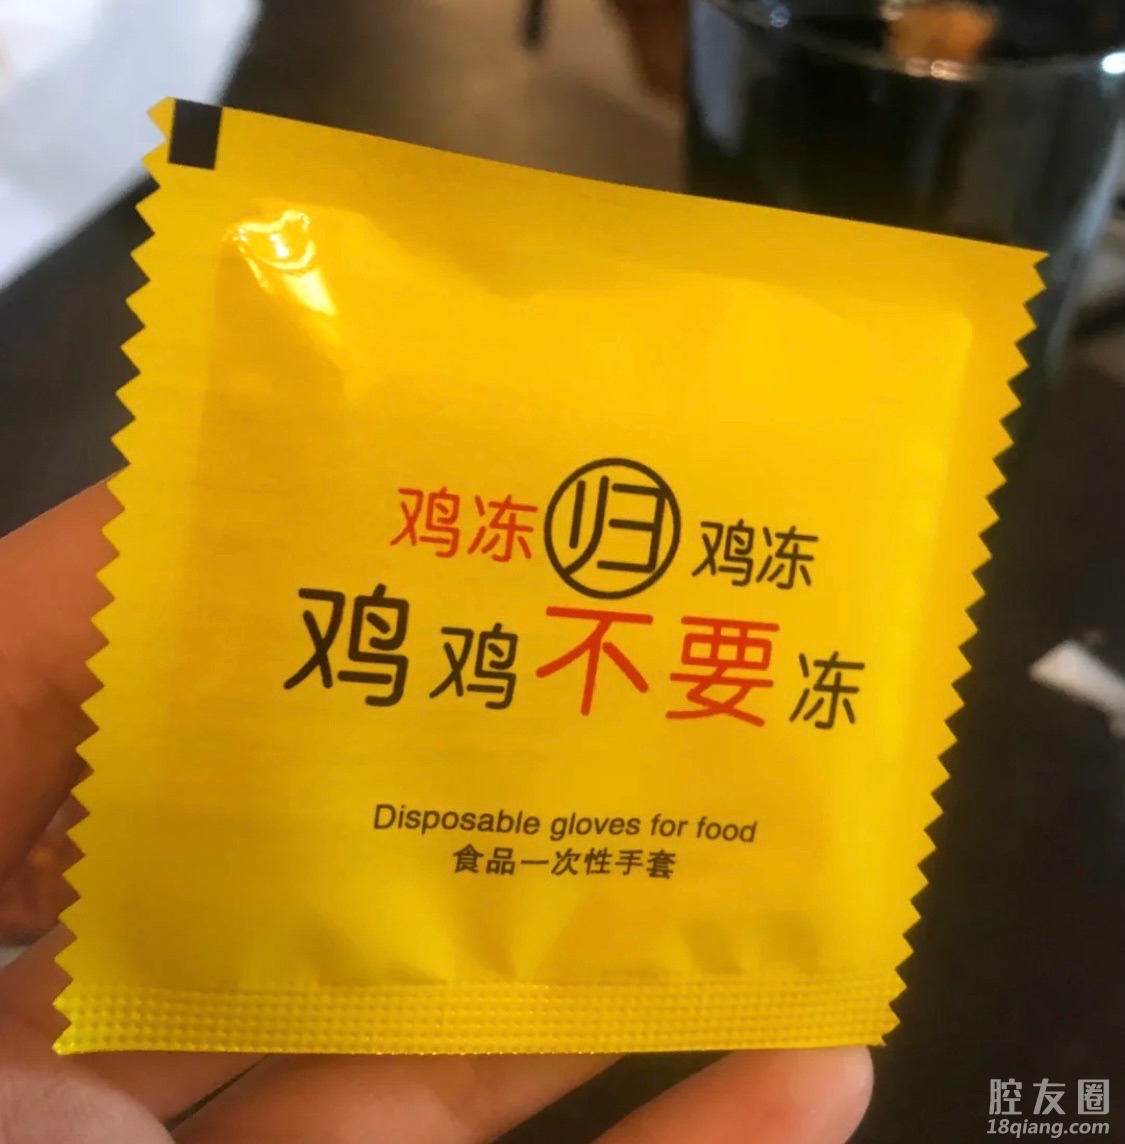 鸡冻归鸡冻
鸡鸡不要冻
Disposable gloves for food
食品一次性手套
腔友圈
18qiang.com